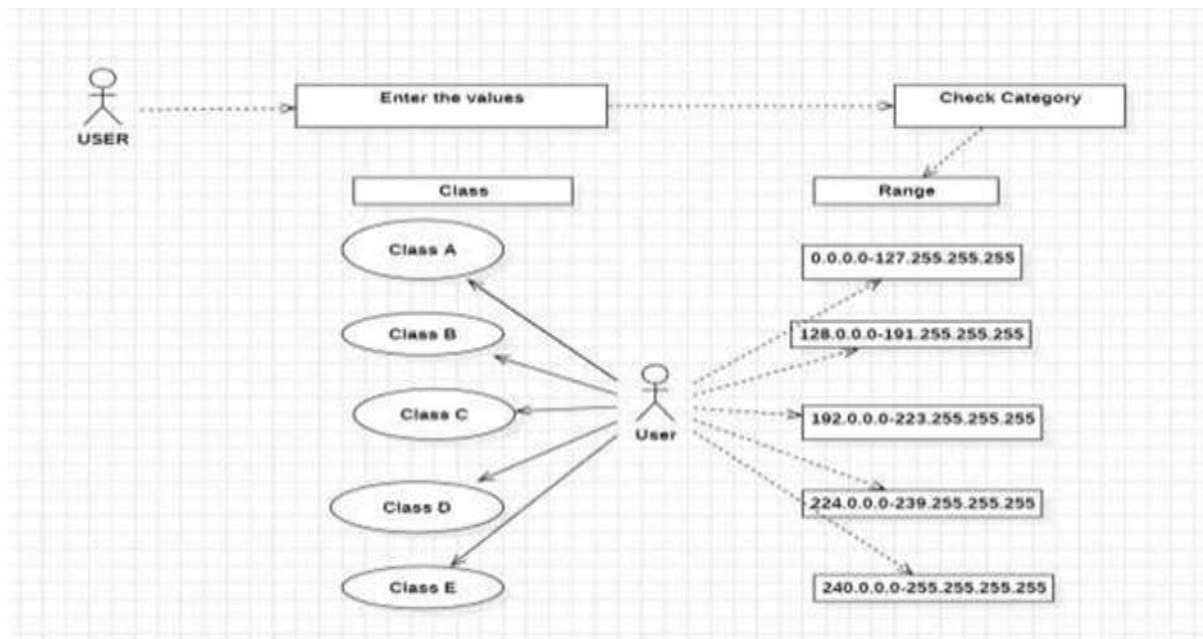 Enter the values
Check Category
USER
Class
Range
Class A
0.0.0.0-127.255.255.255
Class B
128.0.0.0-191.255.255.255
Class C
192.0.0.0-223.255.255.255
User
Class D
224.0.0.0-239.255.255.255
Class E
240.0.0.0-255.255.255.255